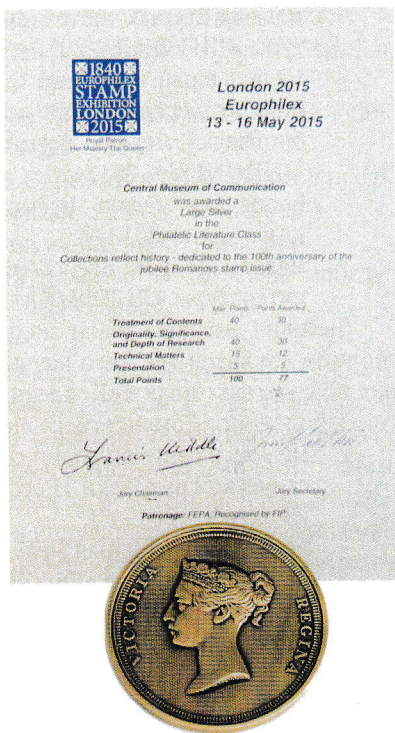 1840
EUROPHILEX
STAMP
EXHIBITION
LONDON
2015
Royal Patron
Her Majesty The Queen
London 2015
Europhilex
13 - 16 May 2015
Central Museum of Communication
was awarded a
Large Silver
in the
Philatelic Literature Class
for
Collections reflect history - dedicated to the 100th anniversary of the
jubilee Romanovs stamp issue
Max. Points Points Awarded
Treatment of Contents 40 30
Originality, Significance,
and Depth of Research 40 30
Technical Matters 15 12
Presentation 5 5
Total Points 100 77
Francis Kiddle
Jury Chairman Jury Secretary
Patronage: FEPA, Recognised by FIP
VICTORIA REGINA